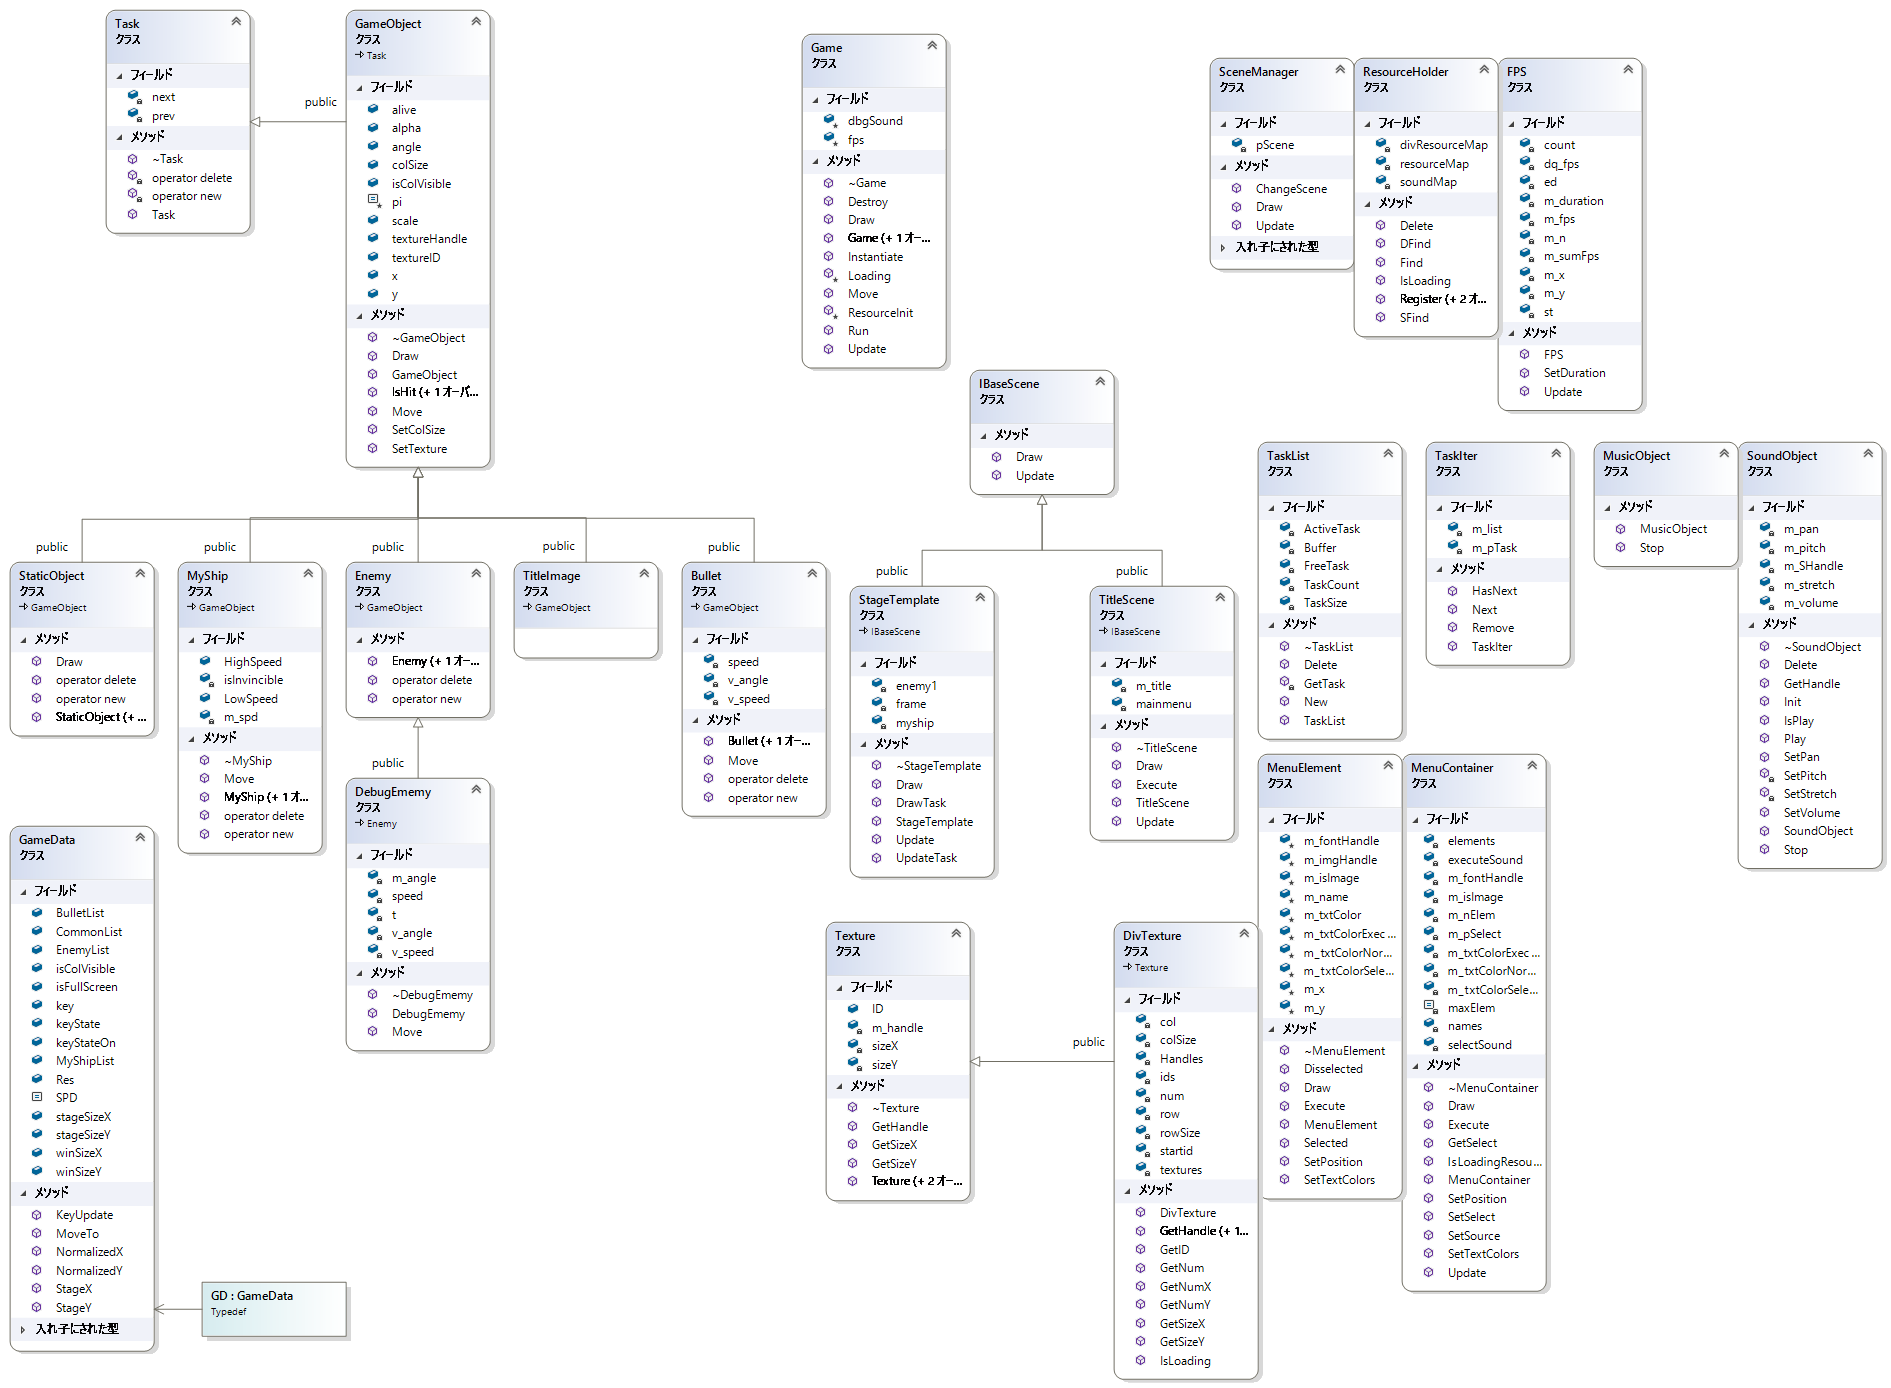 Task
クラス
フィールド
next
prev
メソッド
~Task
operator delete
operator new
Task
public
GameObject
クラス
Task
フィールド
alive
alpha
angle
colSize
isColVisible
pi
scale
textureHandle
textureID
x
y
メソッド
~GameObject
Draw
GameObject
IsHit (+ 1 オーバ...
Move
SetColSize
SetTexture
Game
クラス
フィールド
dbgSound
fps
メソッド
~Game
Destroy
Draw
Game (+ 1 オー...
Instantiate
Loading
Move
ResourceInit
Run
Update
SceneManager
クラス
フィールド
pScene
メソッド
ChangeScene
Draw
Update
入れ子にされた型
ResourceHolder
クラス
フィールド
divResourceMap
resourceMap
soundMap
メソッド
Delete
DFind
Find
IsLoading
Register (+ 2 オ...
SFind
FPS
クラス
フィールド
count
dq_fps
ed
m_duration
m_fps
m_n
m_sumFps
m_x
m_y
st
メソッド
FPS
SetDuration
Update
IBaseScene
クラス
メソッド
Draw
Update
TaskList
クラス
フィールド
ActiveTask
Buffer
FreeTask
TaskCount
TaskSize
メソッド
~TaskList
Delete
GetTask
New
TaskList
TaskIter
クラス
フィールド
m_list
m_pTask
メソッド
HasNext
Next
Remove
TaskIter
MusicObject
クラス
メソッド
MusicObject
Stop
SoundObject
クラス
フィールド
m_pan
m_pitch
m_SHandle
m_stretch
m_volume
メソッド
~SoundObject
Delete
GetHandle
Init
IsPlay
Play
SetPan
SetPitch
SetStretch
SetVolume
SoundObject
Stop
public
StaticObject
クラス
GameObject
メソッド
Draw
operator delete
operator new
StaticObject (+ ...
public
MyShip
クラス
GameObject
フィールド
HighSpeed
isInvincible
LowSpeed
m_spd
メソッド
~MyShip
Move
MyShip (+ 1 オ...
operator delete
operator new
public
Enemy
クラス
GameObject
メソッド
Enemy (+ 1 オー...
operator delete
operator new
public
TitleImage
クラス
GameObject
public
Bullet
クラス
GameObject
フィールド
speed
v_angle
v_speed
メソッド
Bullet (+ 1 オー...
Move
operator delete
operator new
public
StageTemplate
クラス
IBaseScene
フィールド
enemy1
frame
myship
メソッド
~StageTemplate
Draw
DrawTask
StageTemplate
Update
UpdateTask
public
TitleScene
クラス
IBaseScene
フィールド
m_title
mainmenu
メソッド
~TitleScene
Draw
Execute
TitleScene
Update
public
DebugEmemy
クラス
Enemy
フィールド
m_angle
speed
t
v_angle
v_speed
メソッド
~DebugEmemy
DebugEmemy
Move
GameData
クラス
フィールド
BulletList
CommonList
EnemyList
isColVisible
isFullScreen
key
keyState
keyStateOn
MyShipList
Res
SPD
stageSizeX
stageSizeY
winSizeX
winSizeY
メソッド
KeyUpdate
MoveTo
NormalizedX
NormalizedY
StageX
StageY
入れ子にされた型
GD : GameData
Typedef
Texture
クラス
フィールド
ID
m_handle
sizeX
sizeY
メソッド
~Texture
GetHandle
GetSizeX
GetSizeY
Texture (+ 2 オー...
public
DivTexture
クラス
Texture
フィールド
col
colSize
Handles
ids
num
row
rowSize
startid
textures
メソッド
DivTexture
GetHandle (+ 1...
GetID
GetNum
GetNumX
GetNumY
GetSizeX
GetSizeY
IsLoading
MenuElement
クラス
フィールド
m_fontHandle
m_imgHandle
m_isImage
m_name
m_txtColor
m_txtColorExec...
m_txtColorNor...
m_txtColorSele...
m_x
m_y
メソッド
~MenuElement
Disselected
Draw
Execute
MenuElement
Selected
SetPosition
SetTextColors
MenuContainer
クラス
フィールド
elements
executeSound
m_fontHandle
m_isImage
m_nElem
m_pSelect
m_txtColorExec...
m_txtColorNor...
m_txtColorSele...
maxElem
names
selectSound
メソッド
~MenuContainer
Draw
Execute
GetSelect
IsLoadingResou...
MenuContainer
SetPosition
SetSelect
SetSource
SetTextColors
Update